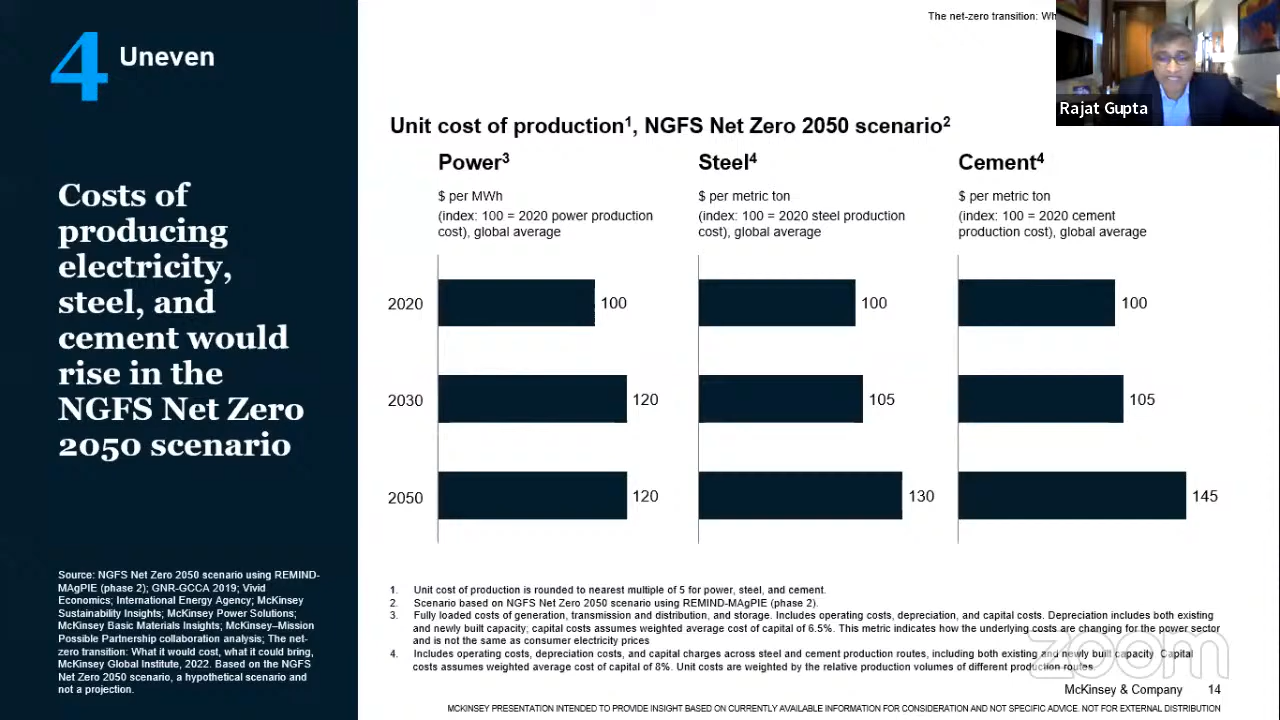 The net-zero transition: Wh
Rajat Gupta
4 Uneven
Costs of
producing
electricity,
steel, and
cement would
rise in the
NGFS Net Zero
2050 scenario
Source: NGFS Net Zero 2050 scenario using REMIND-
MAgPIE (phase 2); GNR-GCCA 2019; Vivid
Economics; International Energy Agency; McKinsey
Sustainability Insights; McKinsey Power Solutions;
McKinsey Basic Materials Insights; McKinsey–Mission
Possible Partnership collaboration analysis; The net-
zero transition: What it would cost, what it could bring,
McKinsey Global Institute, 2022. Based on the NGFS
Net Zero 2050 scenario, a hypothetical scenario and
not a projection.
Unit cost of production¹, NGFS Net Zero 2050 scenario²
Power³
$ per MWh
(index: 100 = 2020 power production
cost), global average
Steel⁴
$ per metric ton
(index: 100 = 2020 steel production
cost), global average
Cement⁴
$ per metric ton
(index: 100 = 2020 cement
production cost), global average
2020 100 100 100
2030 120 105 105
2050 120 130 145
1. Unit cost of production is rounded to nearest multiple of 5 for power, steel, and cement.
2. Scenario based on NGFS Net Zero 2050 scenario using REMIND-MAgPIE (phase 2).
3. Fully loaded costs of generation, transmission and distribution, and storage. Includes operating costs, depreciation, and capital costs. Depreciation includes both existing
and newly built capacity; capital costs assumes weighted average cost of capital of 6.5%. This metric indicates how the underlying costs are changing for the power sector
and is not the same as consumer electricity prices
4. Includes operating costs, depreciation costs, and capital charges across steel and cement production routes, including both existing and newly built capacity. Capital
costs assumes weighted average cost of capital of 8%. Unit costs are weighted by the relative production volumes of different production routes.
zoom
McKinsey & Company 14
MCKINSEY PRESENTATION INTENDED TO PROVIDE INSIGHT BASED ON CURRENTLY AVAILABLE INFORMATION FOR CONSIDERATION AND NOT SPECIFIC ADVICE. NOT FOR EXTERNAL DISTRIBUTION